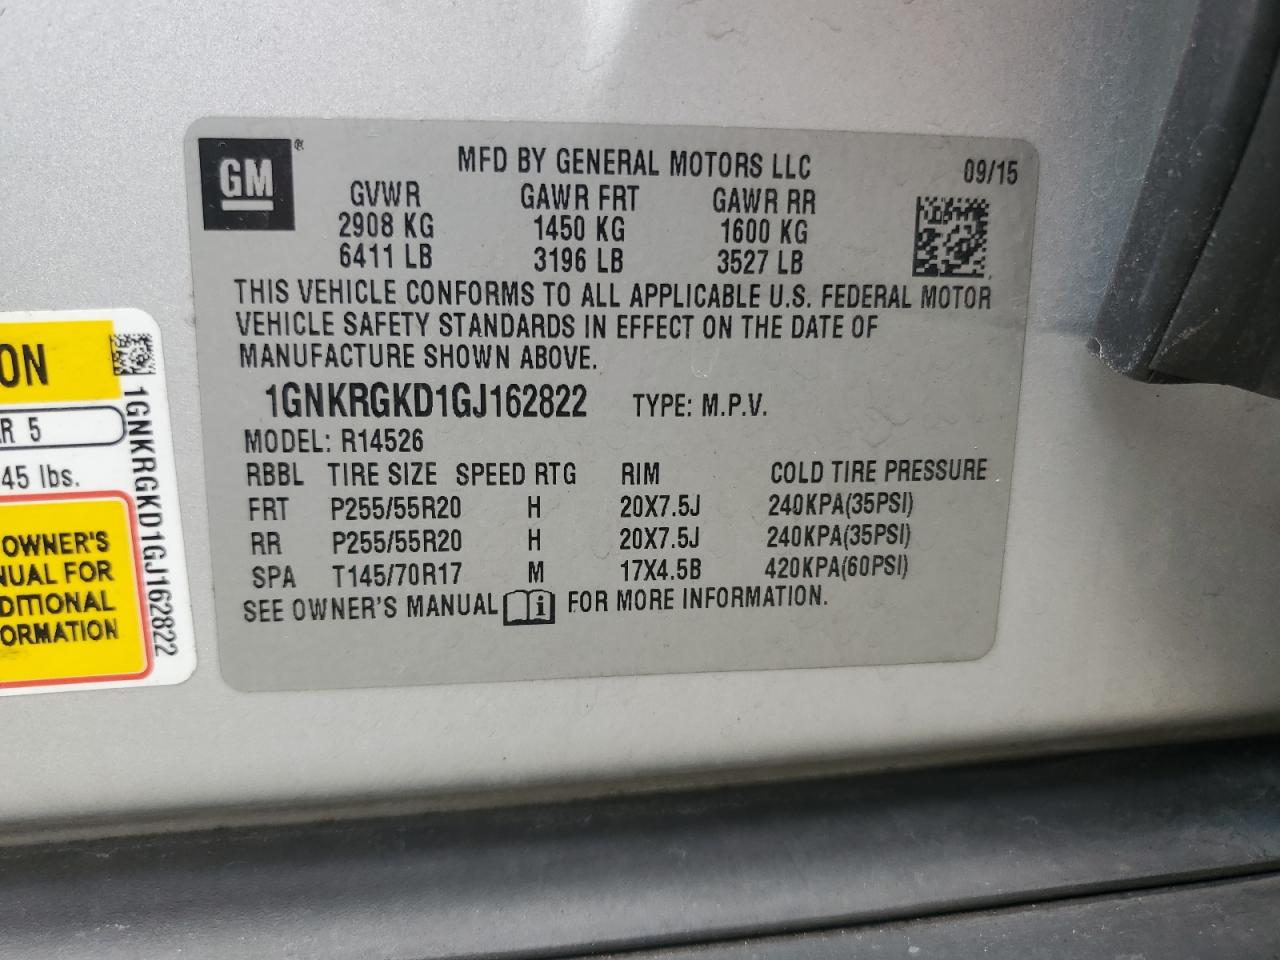 GM ®
MFD BY GENERAL MOTORS LLC 09/15
GVWR GAWR FRT GAWR RR
2908 KG 1450 KG 1600 KG
6411 LB 3196 LB 3527 LB
THIS VEHICLE CONFORMS TO ALL APPLICABLE U.S. FEDERAL MOTOR
VEHICLE SAFETY STANDARDS IN EFFECT ON THE DATE OF
MANUFACTURE SHOWN ABOVE.
1GNKRGKD1GJ162822 TYPE: M.P.V.
MODEL: R14526
RBBL TIRE SIZE SPEED RTG RIM COLD TIRE PRESSURE
FRT P255/55R20 H 20X7.5J 240KPA(35PSI)
RR P255/55R20 H 20X7.5J 240KPA(35PSI)
SPA T145/70R17 M 17X4.5B 420KPA(60PSI)
SEE OWNER'S MANUAL i FOR MORE INFORMATION.
ON
R 5
45 lbs.
OWNER'S
NUAL FOR
DITIONAL
ORMATION
1GNKRGKD1GJ162822